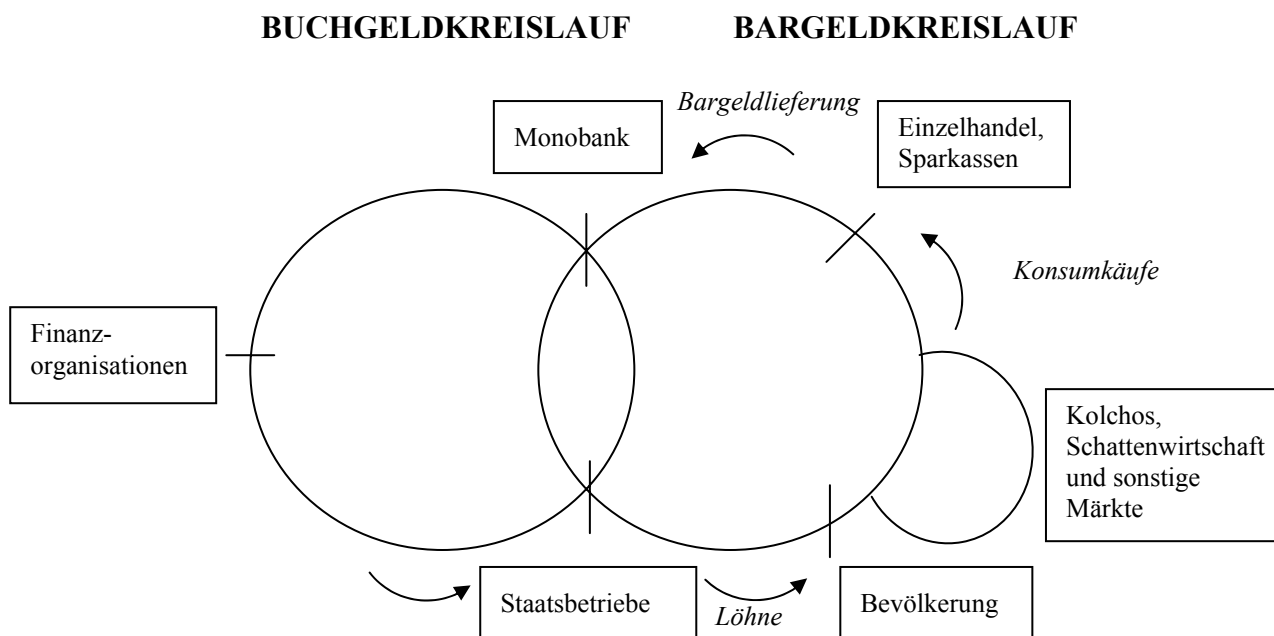 BUCHGELDKREISLAUF
BARGELDKREISLAUF
Bargeldlieferung
Monobank
Einzelhandel,
Sparkassen
Konsumkäufe
Finanz-
organisationen
Kolchos,
Schattenwirtschaft
und sonstige
Märkte
Staatsbetriebe
Löhne
Bevölkerung